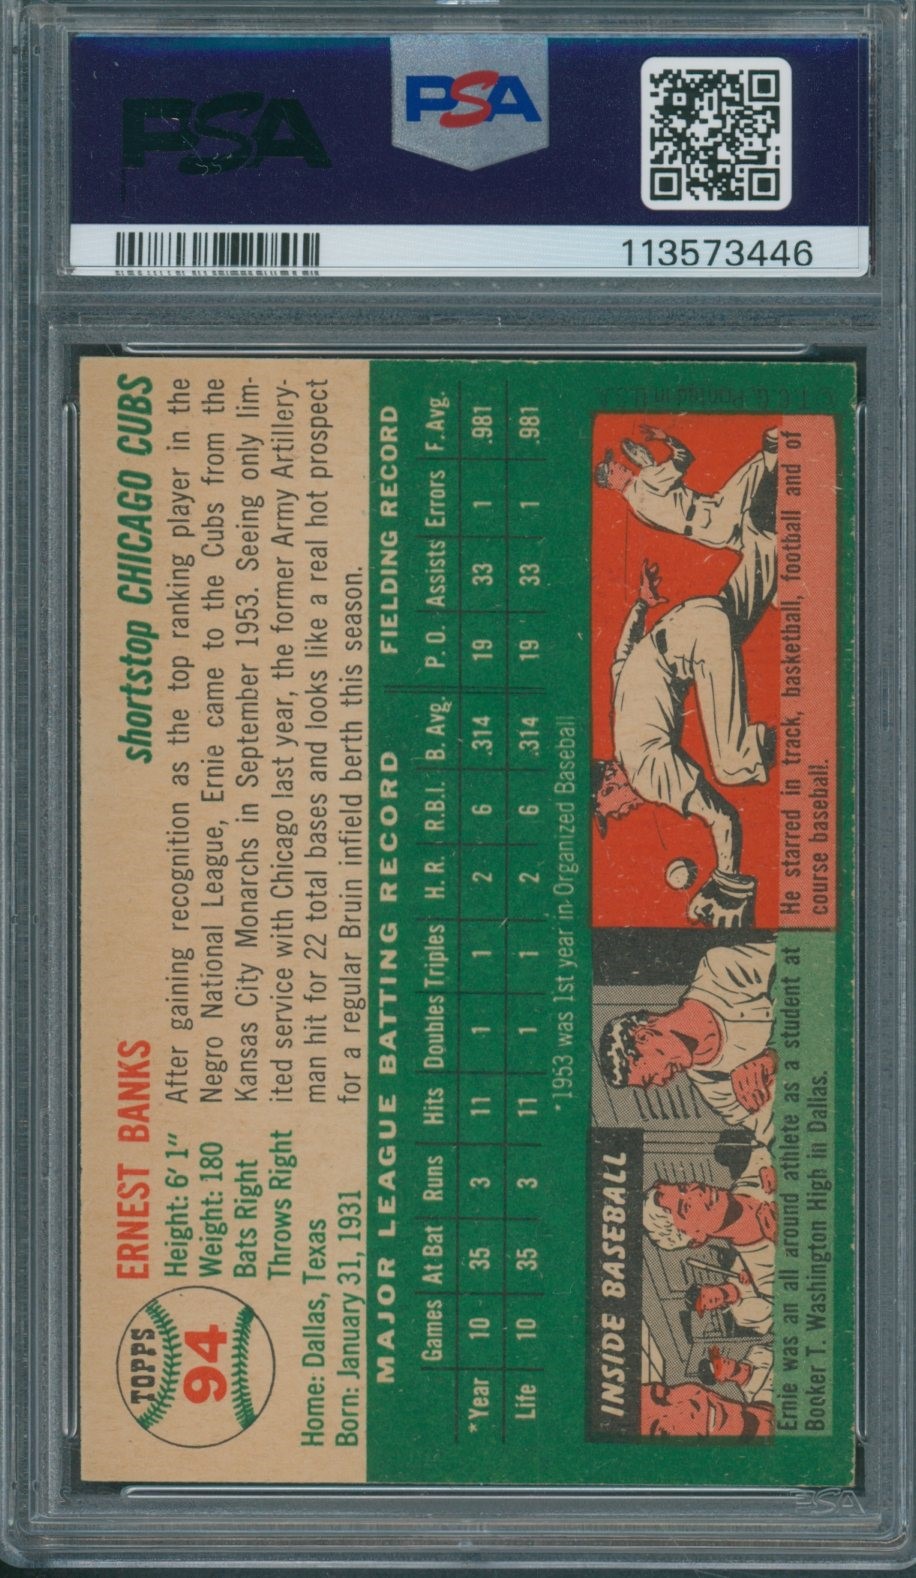 PSA
PSA
113573446
TOPPS
94
ERNEST BANKS
shortstop CHICAGO CUBS
Height: 6' 1"
Weight: 180
Bats Right
Throws Right
Home: Dallas, Texas
Born: January 31, 1931
After gaining recognition as the top ranking player in the
Negro National League, Ernie came to the Cubs from the
Kansas City Monarchs in September 1953. Seeing only lim-
ited service with Chicago last year, the former Army Artillery-
man hit for 22 total bases and looks like a real hot prospect
for a regular Bruin infield berth this season.
MAJOR LEAGUE BATTING RECORD FIELDING RECORD
Games At Bat Runs Hits Doubles Triples H. R. R.B.I. B. Avg. P. O. Assists Errors F. Avg.
*Year 10 35 3 11 1 1 2 6 .314 19 33 1 .981
Life 10 35 3 11 1 1 2 6 .314 19 33 1 .981
*1953 was 1st year in Organized Baseball
INSIDE BASEBALL
Ernie was an all around athlete as a student at
Booker T. Washington High in Dallas.
He starred in track, basketball, football and of
course baseball.
T. C. G. Printed in U.S.A.
PSA